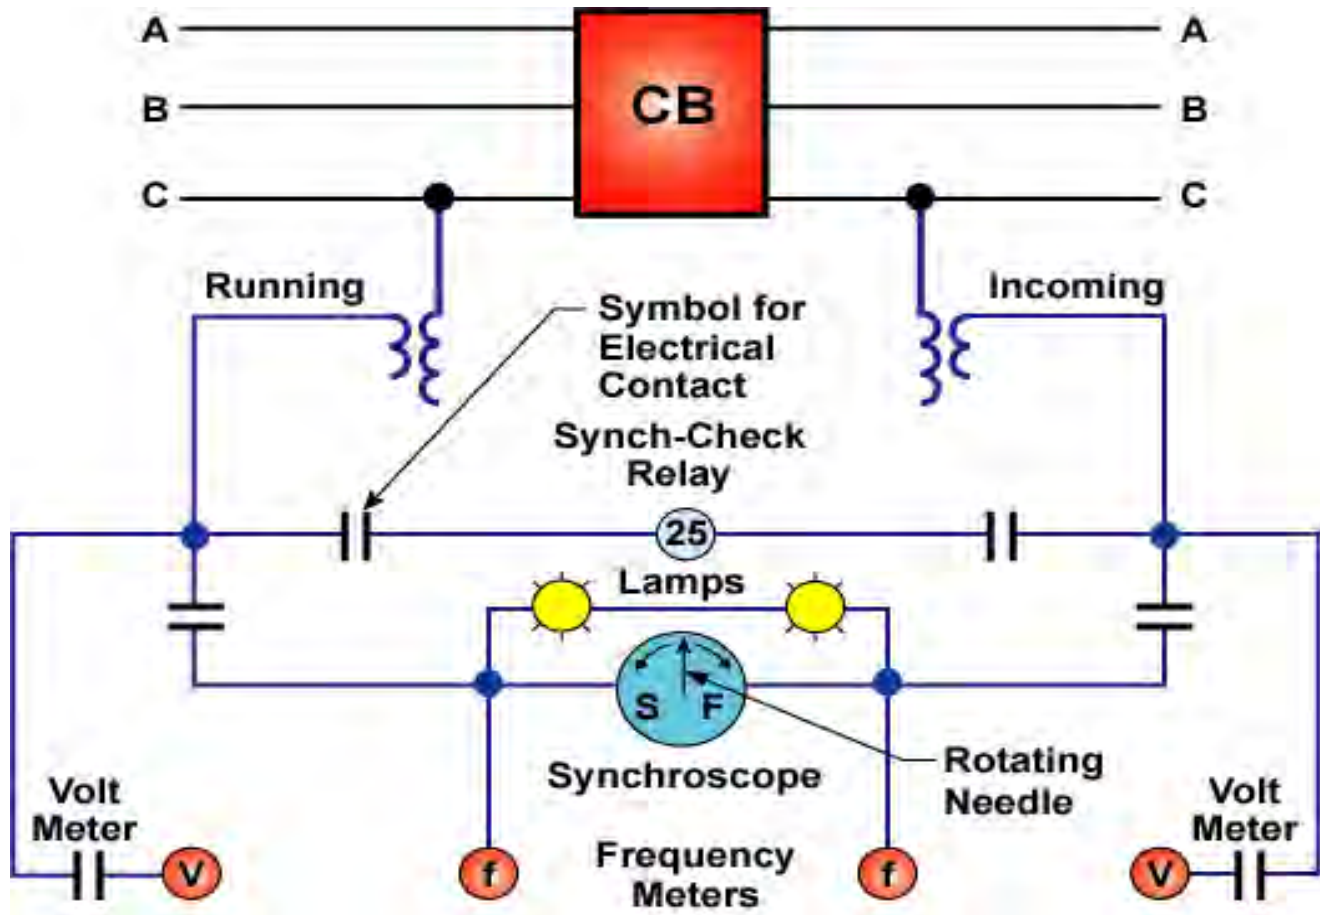 A
A
CB
B
B
C
C
Running
Incoming
Symbol for
Electrical
Contact
Synch-Check
Relay
25
Lamps
S F
Synchroscope
Rotating
Needle
Volt
Meter
Volt
Meter
Frequency
Meters
V
f
f
V